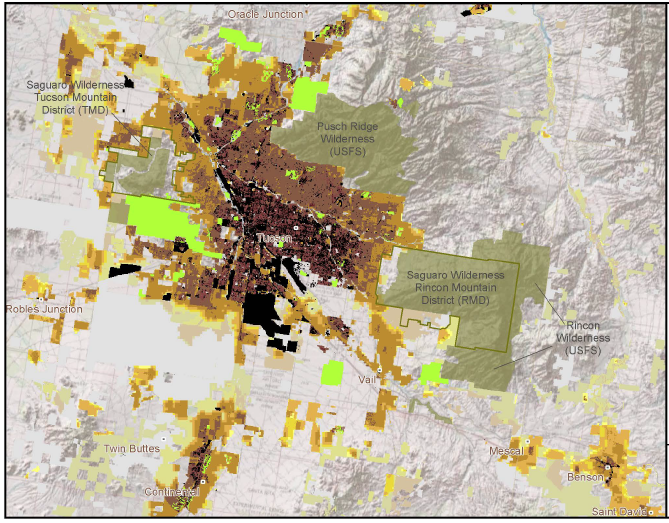 Oracle Junction
Saguaro Wilderness
Tucson Mountain
District (TMD)
Pusch Ridge
Wilderness
(USFS)
Tucson
Saguaro Wilderness
Rincon Mountain
District (RMD)
Robles Junction
Rincon
Wilderness
(USFS)
Vail
Twin Buttes
Mescal
Continental
Benson
Saint David